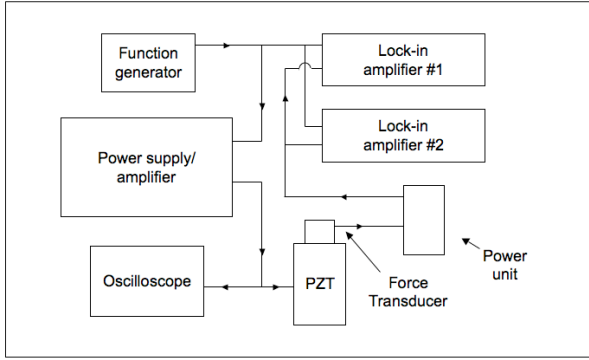 Function
generator
Lock-in
amplifier #1
Lock-in
amplifier #2
Power supply/
amplifier
Oscilloscope
PZT
Force
Transducer
Power
unit